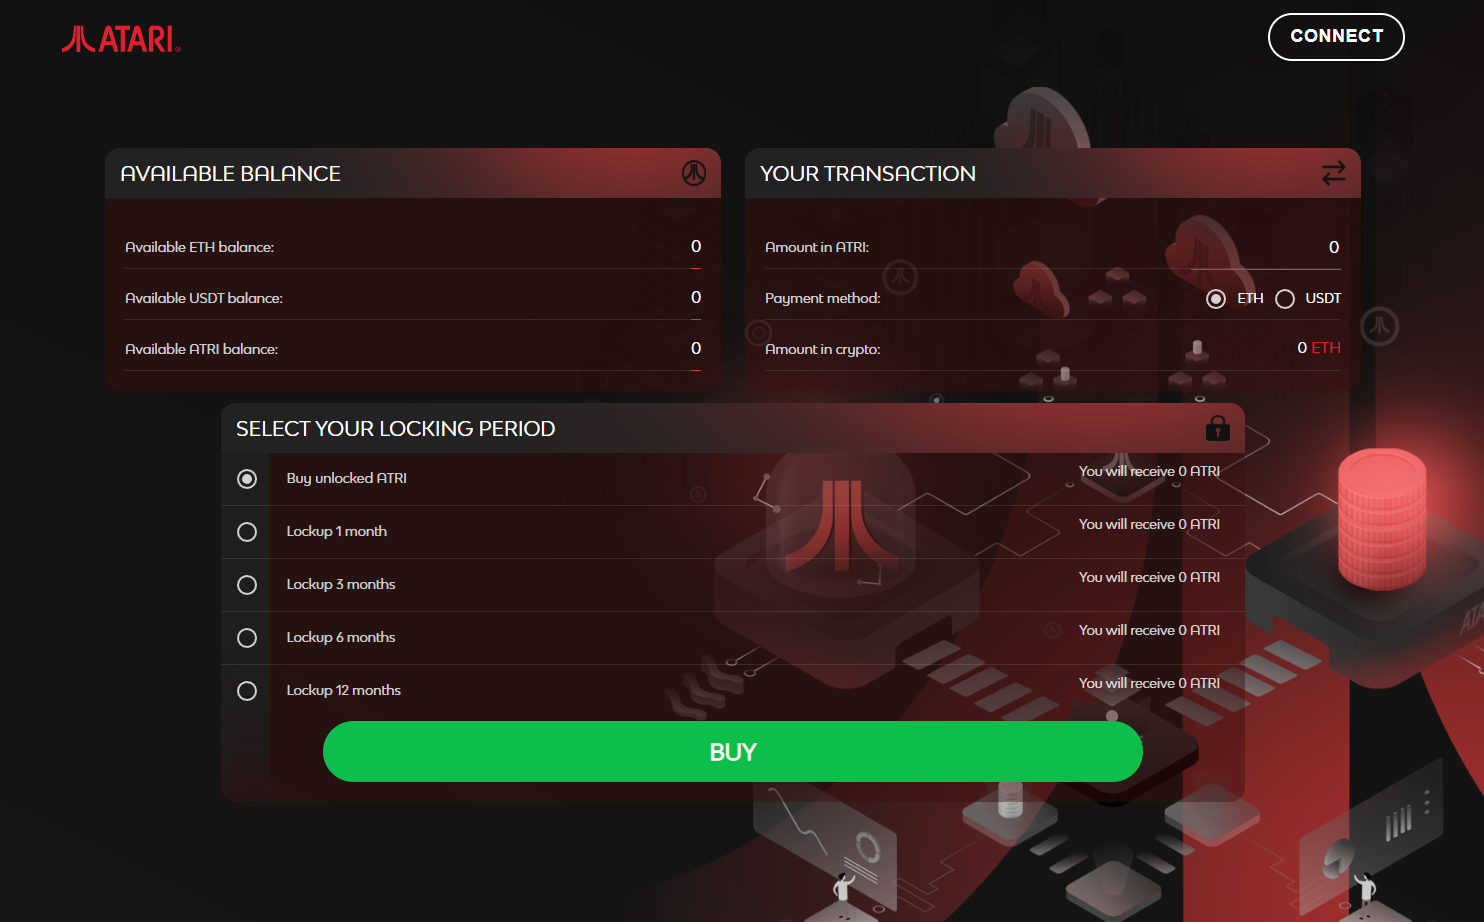 ATARI
CONNECT
AVAILABLE BALANCE
Available ETH balance: 0
Available USDT balance: 0
Available ATRI balance: 0
YOUR TRANSACTION
Amount in ATRI: 0
Payment method: ETH USDT
Amount in crypto: 0 ETH
SELECT YOUR LOCKING PERIOD
Buy unlocked ATRI You will receive 0 ATRI
Lockup 1 month You will receive 0 ATRI
Lockup 3 months You will receive 0 ATRI
Lockup 6 months You will receive 0 ATRI
Lockup 12 months You will receive 0 ATRI
BUY